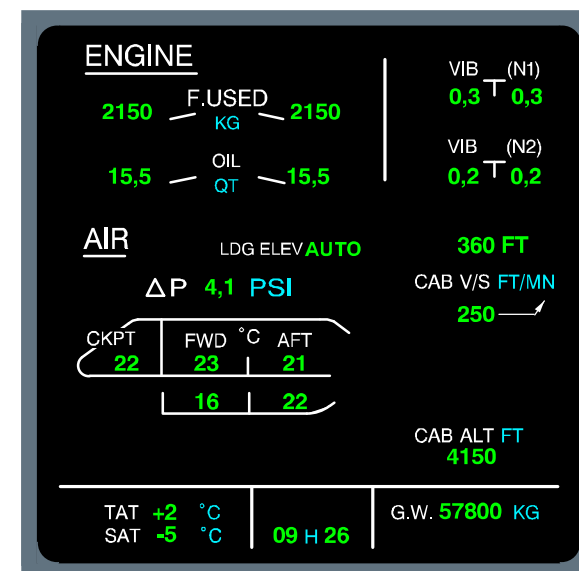 ENGINE
VIB (N1)
0,3 0,3
F.USED
2150 KG 2150
VIB (N2)
0,2 0,2
OIL
15,5 QT 15,5
AIR
LDG ELEV AUTO 360 FT
ΔP 4,1 PSI
CAB V/S FT/MN
250
CKPT FWD °C AFT
22 23 21
16 22
CAB ALT FT
4150
TAT +2 °C
SAT -5 °C
09 H 26
G.W. 57800 KG